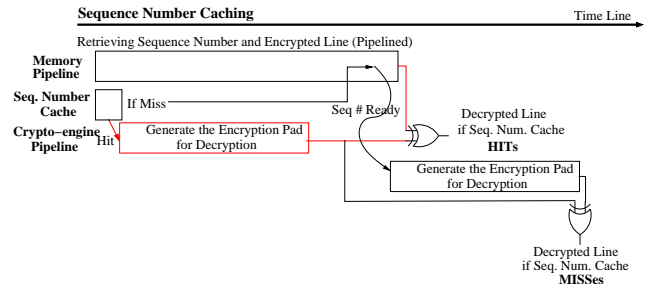 Sequence Number Caching
Time Line
Retrieving Sequence Number and Encrypted Line (Pipelined)
Memory
Pipeline
Seq. Number
Cache
If Miss
Seq # Ready
Crypto−engine
Pipeline
Hit
Generate the Encryption Pad
for Decryption
Decrypted Line
if Seq. Num. Cache
HITs
Generate the Encryption Pad
for Decryption
Decrypted Line
if Seq. Num. Cache
MISSes